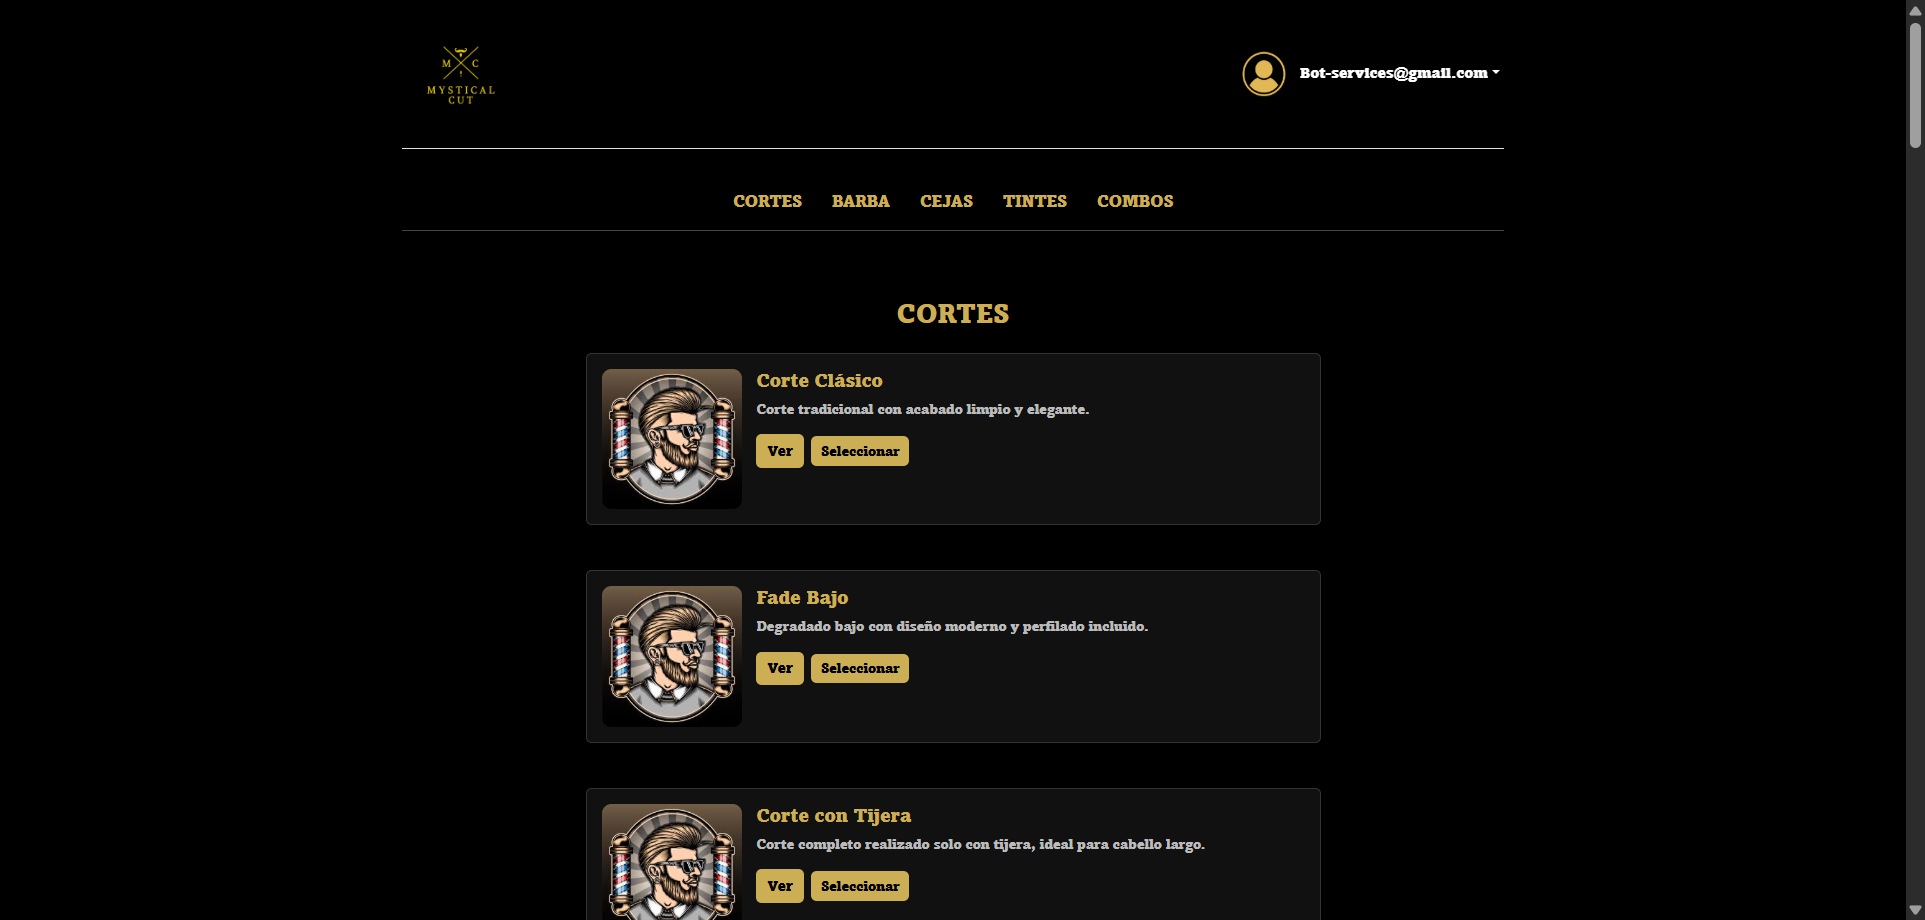 M C
MYSTICAL
CUT
Bot-services@gmail.com
CORTES BARBA CEJAS TINTES COMBOS
CORTES
Corte Clásico
Corte tradicional con acabado limpio y elegante.
Ver Seleccionar
Fade Bajo
Degradado bajo con diseño moderno y perfilado incluido.
Ver Seleccionar
Corte con Tijera
Corte completo realizado solo con tijera, ideal para cabello largo.
Ver Seleccionar